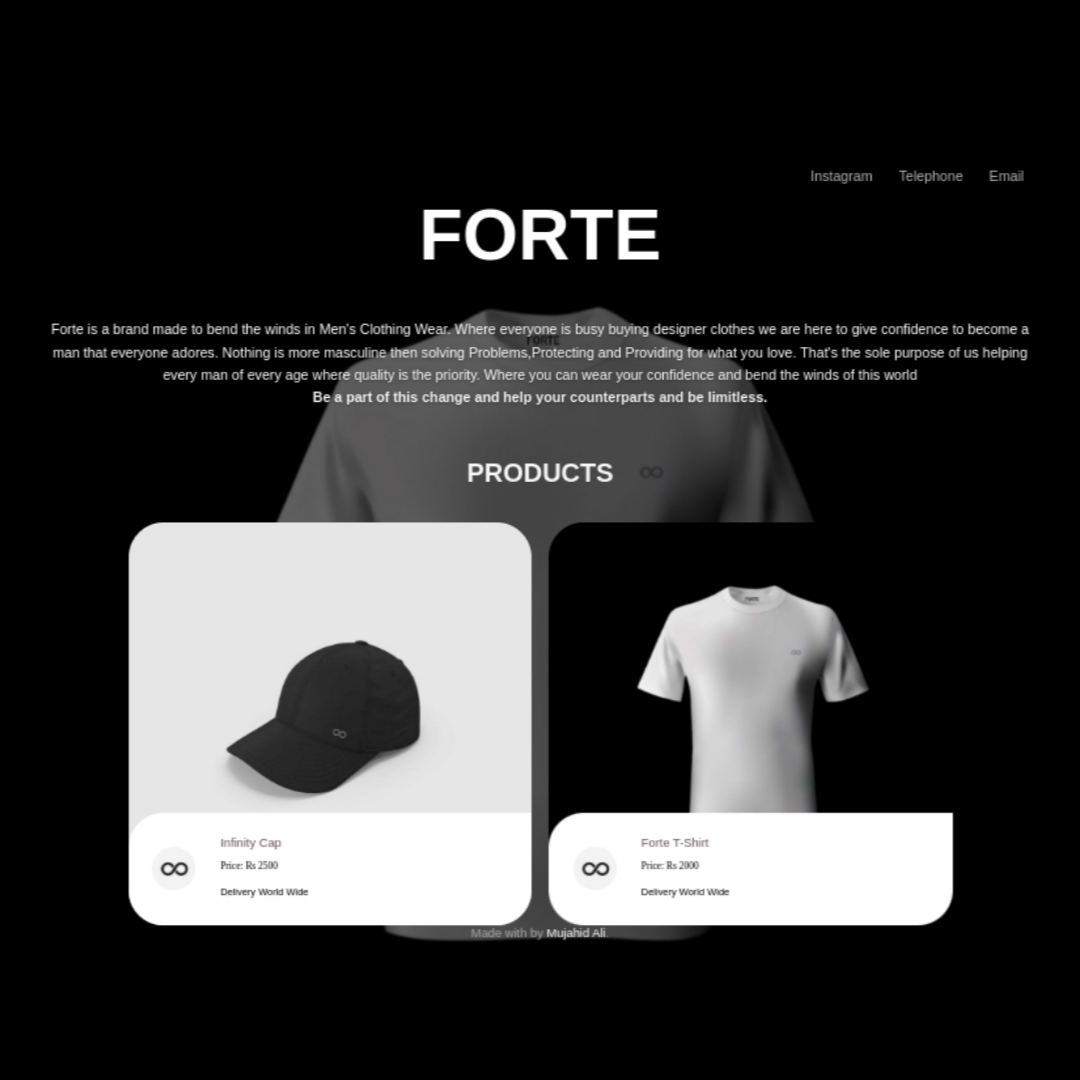 Instagram Telephone Email
FORTE
Forte is a brand made to bend the winds in Men's Clothing Wear. Where everyone is busy buying designer clothes we are here to give confidence to become a
man that everyone adores. Nothing is more masculine then solving Problems,Protecting and Providing for what you love. That's the sole purpose of us helping
every man of every age where quality is the priority. Where you can wear your confidence and bend the winds of this world
Be a part of this change and help your counterparts and be limitless.
FORTE
PRODUCTS
FORTE
Infinity Cap
Price: Rs 2500
Delivery World Wide
Forte T-Shirt
Price: Rs 2000
Delivery World Wide
Made with by Mujahid Ali.